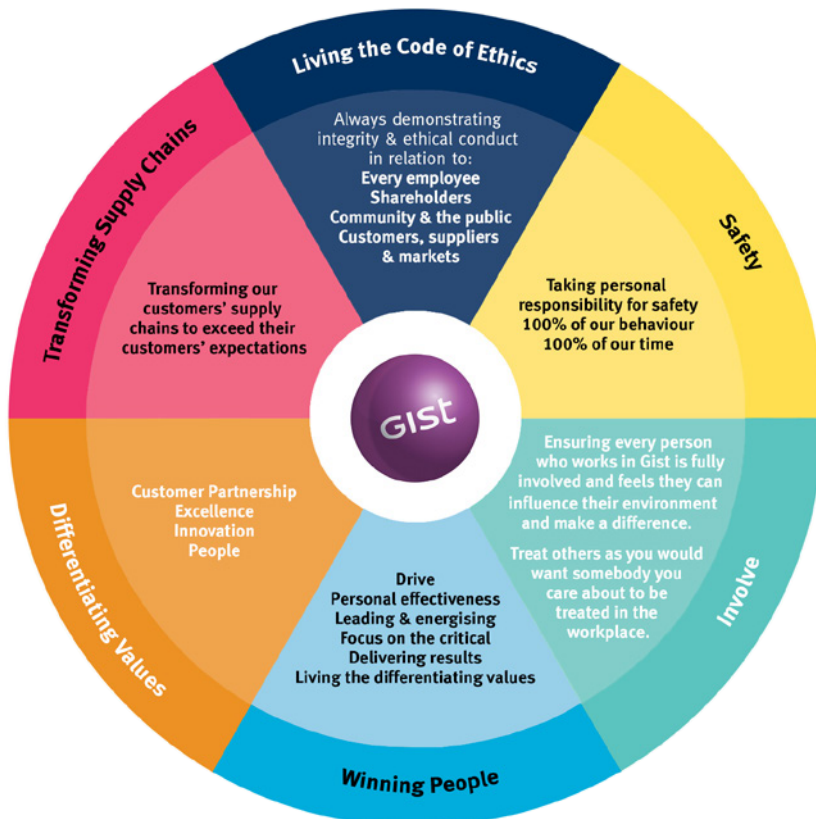 Living the Code of Ethics
Always demonstrating
integrity & ethical conduct
in relation to:
Every employee
Shareholders
Community & the public
Customers, suppliers
& markets
Safety
Taking personal
responsibility for safety
100% of our behaviour
100% of our time
Involve
Ensuring every person
who works in Gist is fully
involved and feels they can
influence their environment
and make a difference.
Treat others as you would
want somebody you
care about to be
treated in the
workplace.
Winning People
Drive
Personal effectiveness
Leading & energising
Focus on the critical
Delivering results
Living the differentiating values
Differentiating Values
Customer Partnership
Excellence
Innovation
People
Transforming Supply Chains
Transforming our
customers’ supply
chains to exceed their
customers’ expectations
GIST